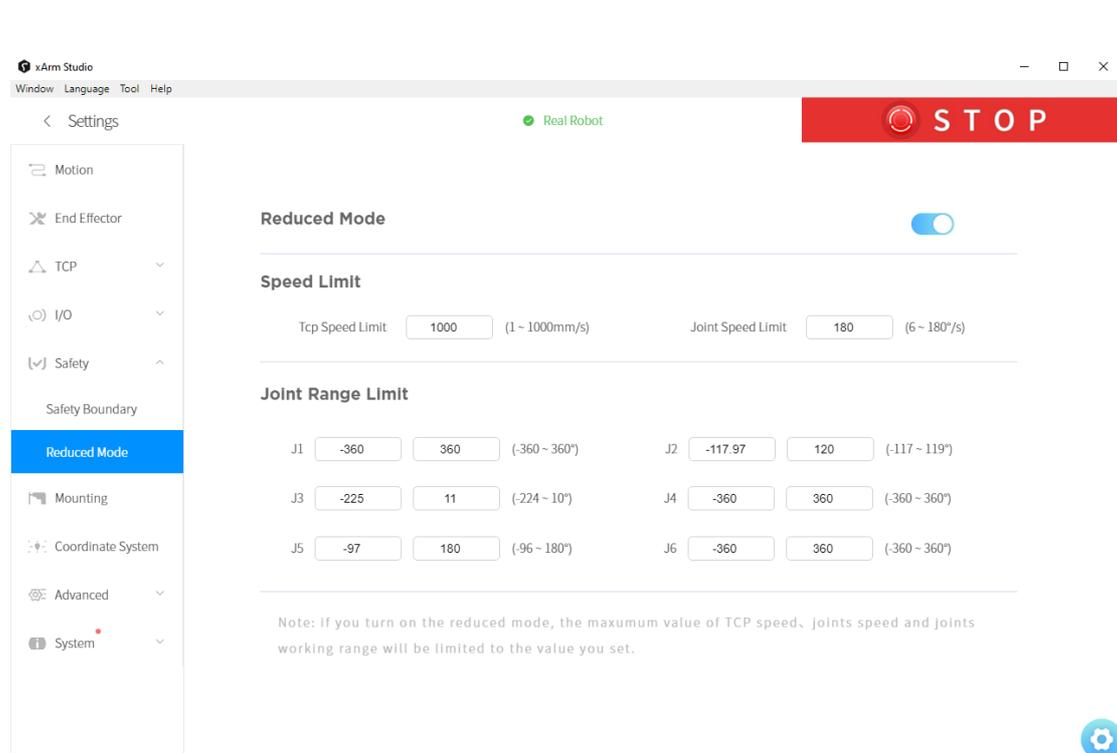 xArm Studio
Window Language Tool Help
Settings
Real Robot
STOP
Motion
End Effector
TCP
I/O
Safety
Safety Boundary
Reduced Mode
Mounting
Coordinate System
Advanced
System
Reduced Mode
Speed Limit
Tcp Speed Limit 1000 (1 ~ 1000mm/s) Joint Speed Limit 180 (6 ~ 180°/s)
Joint Range Limit
J1 -360 360 (-360 ~ 360°) J2 -117.97 120 (-117 ~ 119°)
J3 -225 11 (-224 ~ 10°) J4 -360 360 (-360 ~ 360°)
J5 -97 180 (-96 ~ 180°) J6 -360 360 (-360 ~ 360°)
Note: if you turn on the reduced mode, the maxumum value of TCP speed、joints speed and joints
working range will be limited to the value you set.